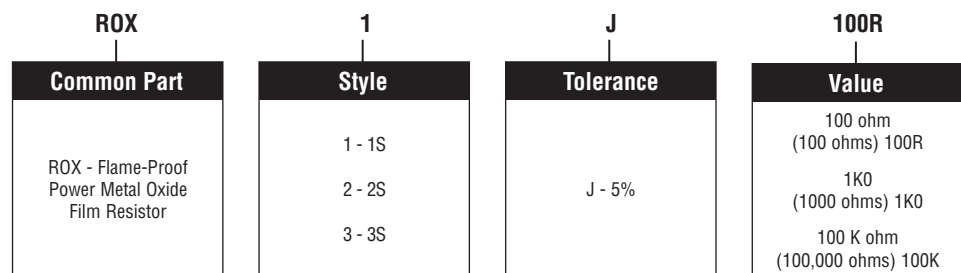 ROX 1 J 100R
Common Part
ROX - Flame-Proof
Power Metal Oxide
Film Resistor
Style
1 - 1S
2 - 2S
3 - 3S
Tolerance
J - 5%
Value
100 ohm
(100 ohms) 100R
1K0
(1000 ohms) 1K0
100 K ohm
(100,000 ohms) 100K